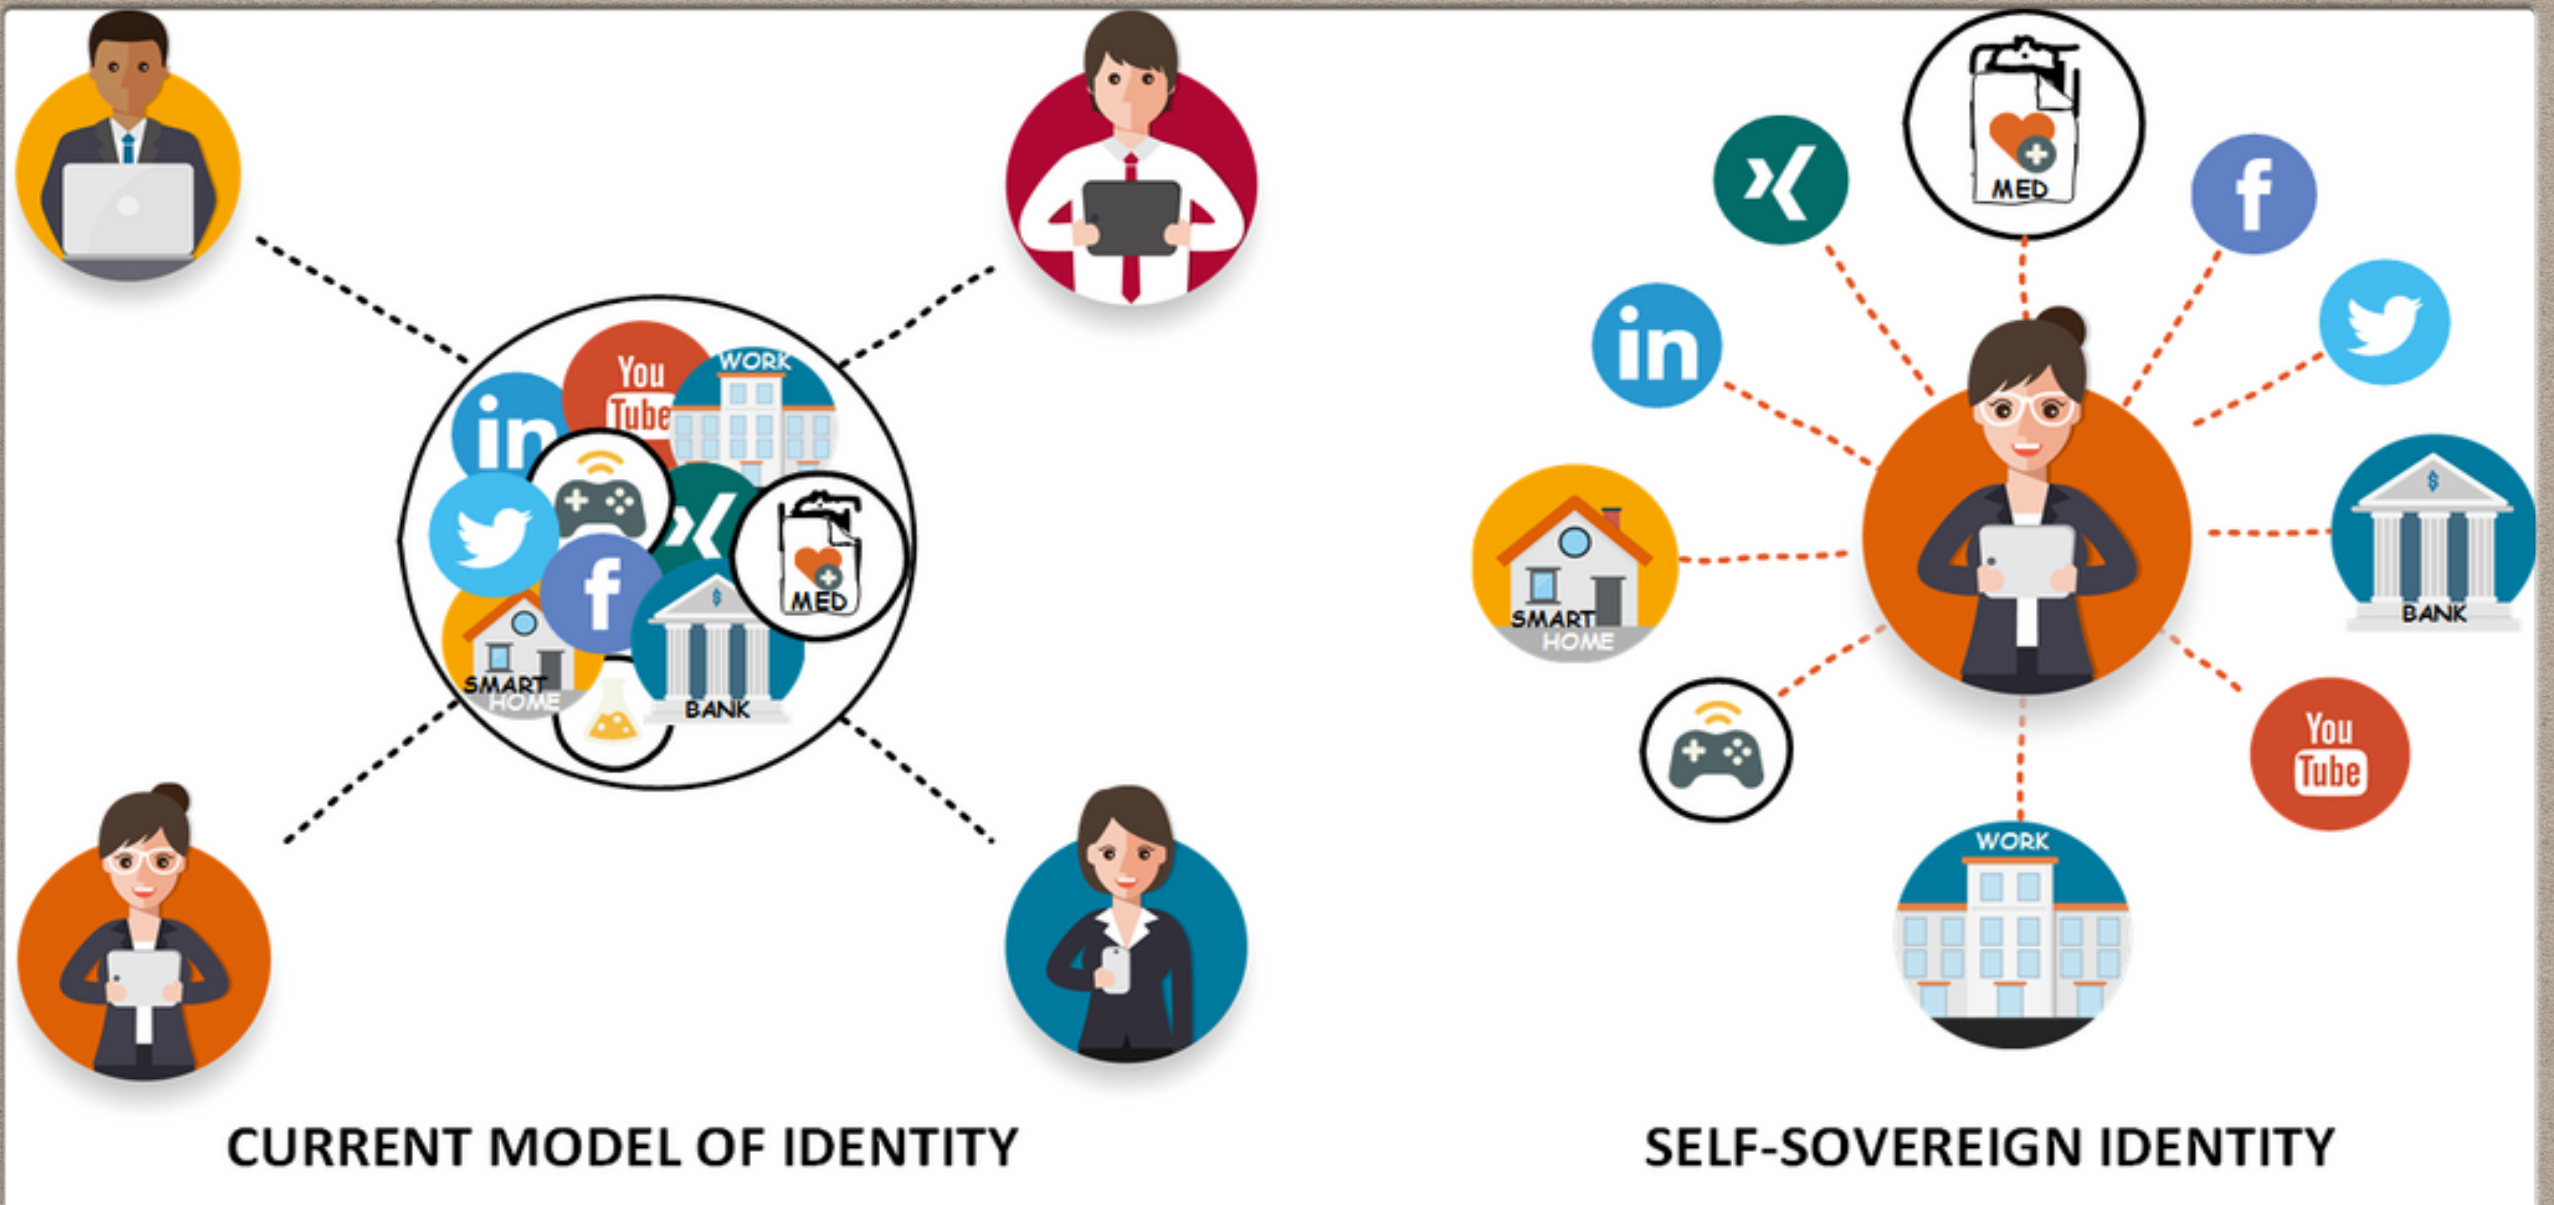 You
Tube
WORK
in
MED
f
SMART
HOME
BANK
CURRENT MODEL OF IDENTITY
MED
f
in
SMART
HOME
BANK
You
Tube
WORK
SELF-SOVEREIGN IDENTITY